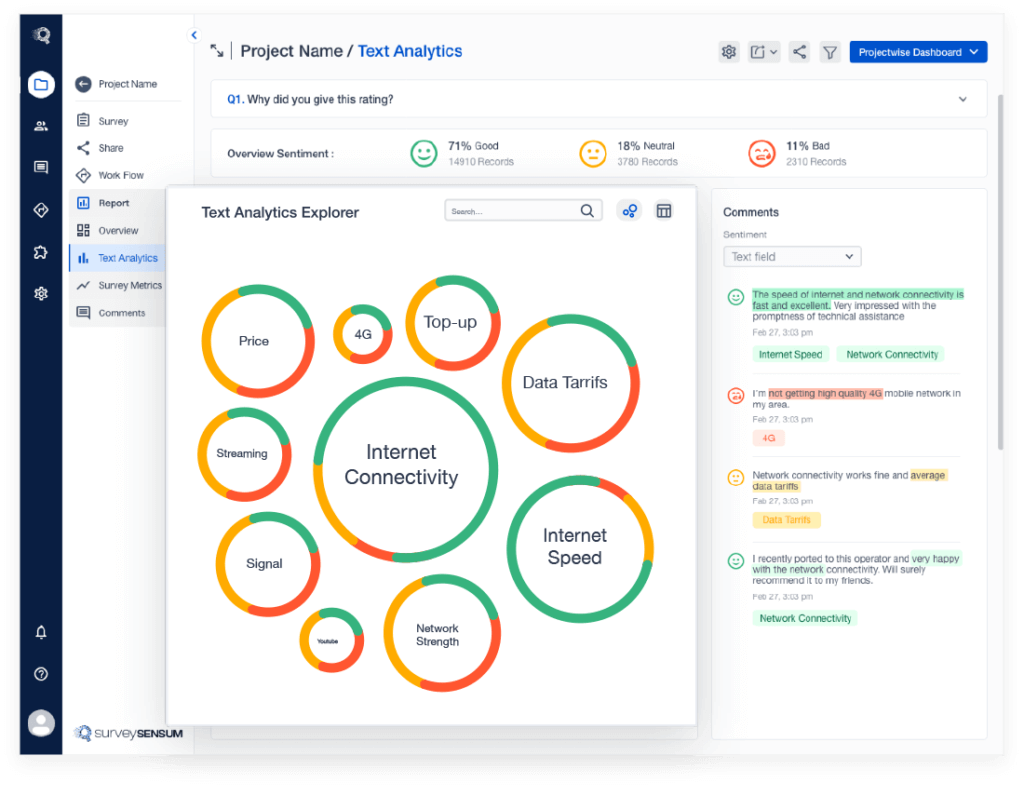 Project Name / Text Analytics
Projectwise Dashboard
Project Name
Survey
Share
Work Flow
Report
Overview
Text Analytics
Survey Metrics
Comments
surveySENSUM
Q1. Why did you give this rating?
Overview Sentiment :
71% Good
14910 Records
18% Neutral
3780 Records
11% Bad
2310 Records
Text Analytics Explorer
Search...
Price
4G
Top-up
Data Tarrifs
Streaming
Internet
Connectivity
Internet
Speed
Signal
Youtube
Network
Strength
Comments
Sentiment
Text field
The speed of internet and network connectivity is
fast and excellent. Very impressed with the
promptness of technical assistance
Feb 27, 3:03 pm
Internet Speed
Network Connectivity
I'm not getting high quality 4G mobile network in
my area.
Feb 27, 3:03 pm
4G
Network connectivity works fine and average
data tariffs
Feb 27, 3:03 pm
Data Tarrifs
I recently ported to this operator and very happy
with the network connectivity. Will surely
recommend it to my friends.
Feb 27, 3:03 pm
Network Connectivity